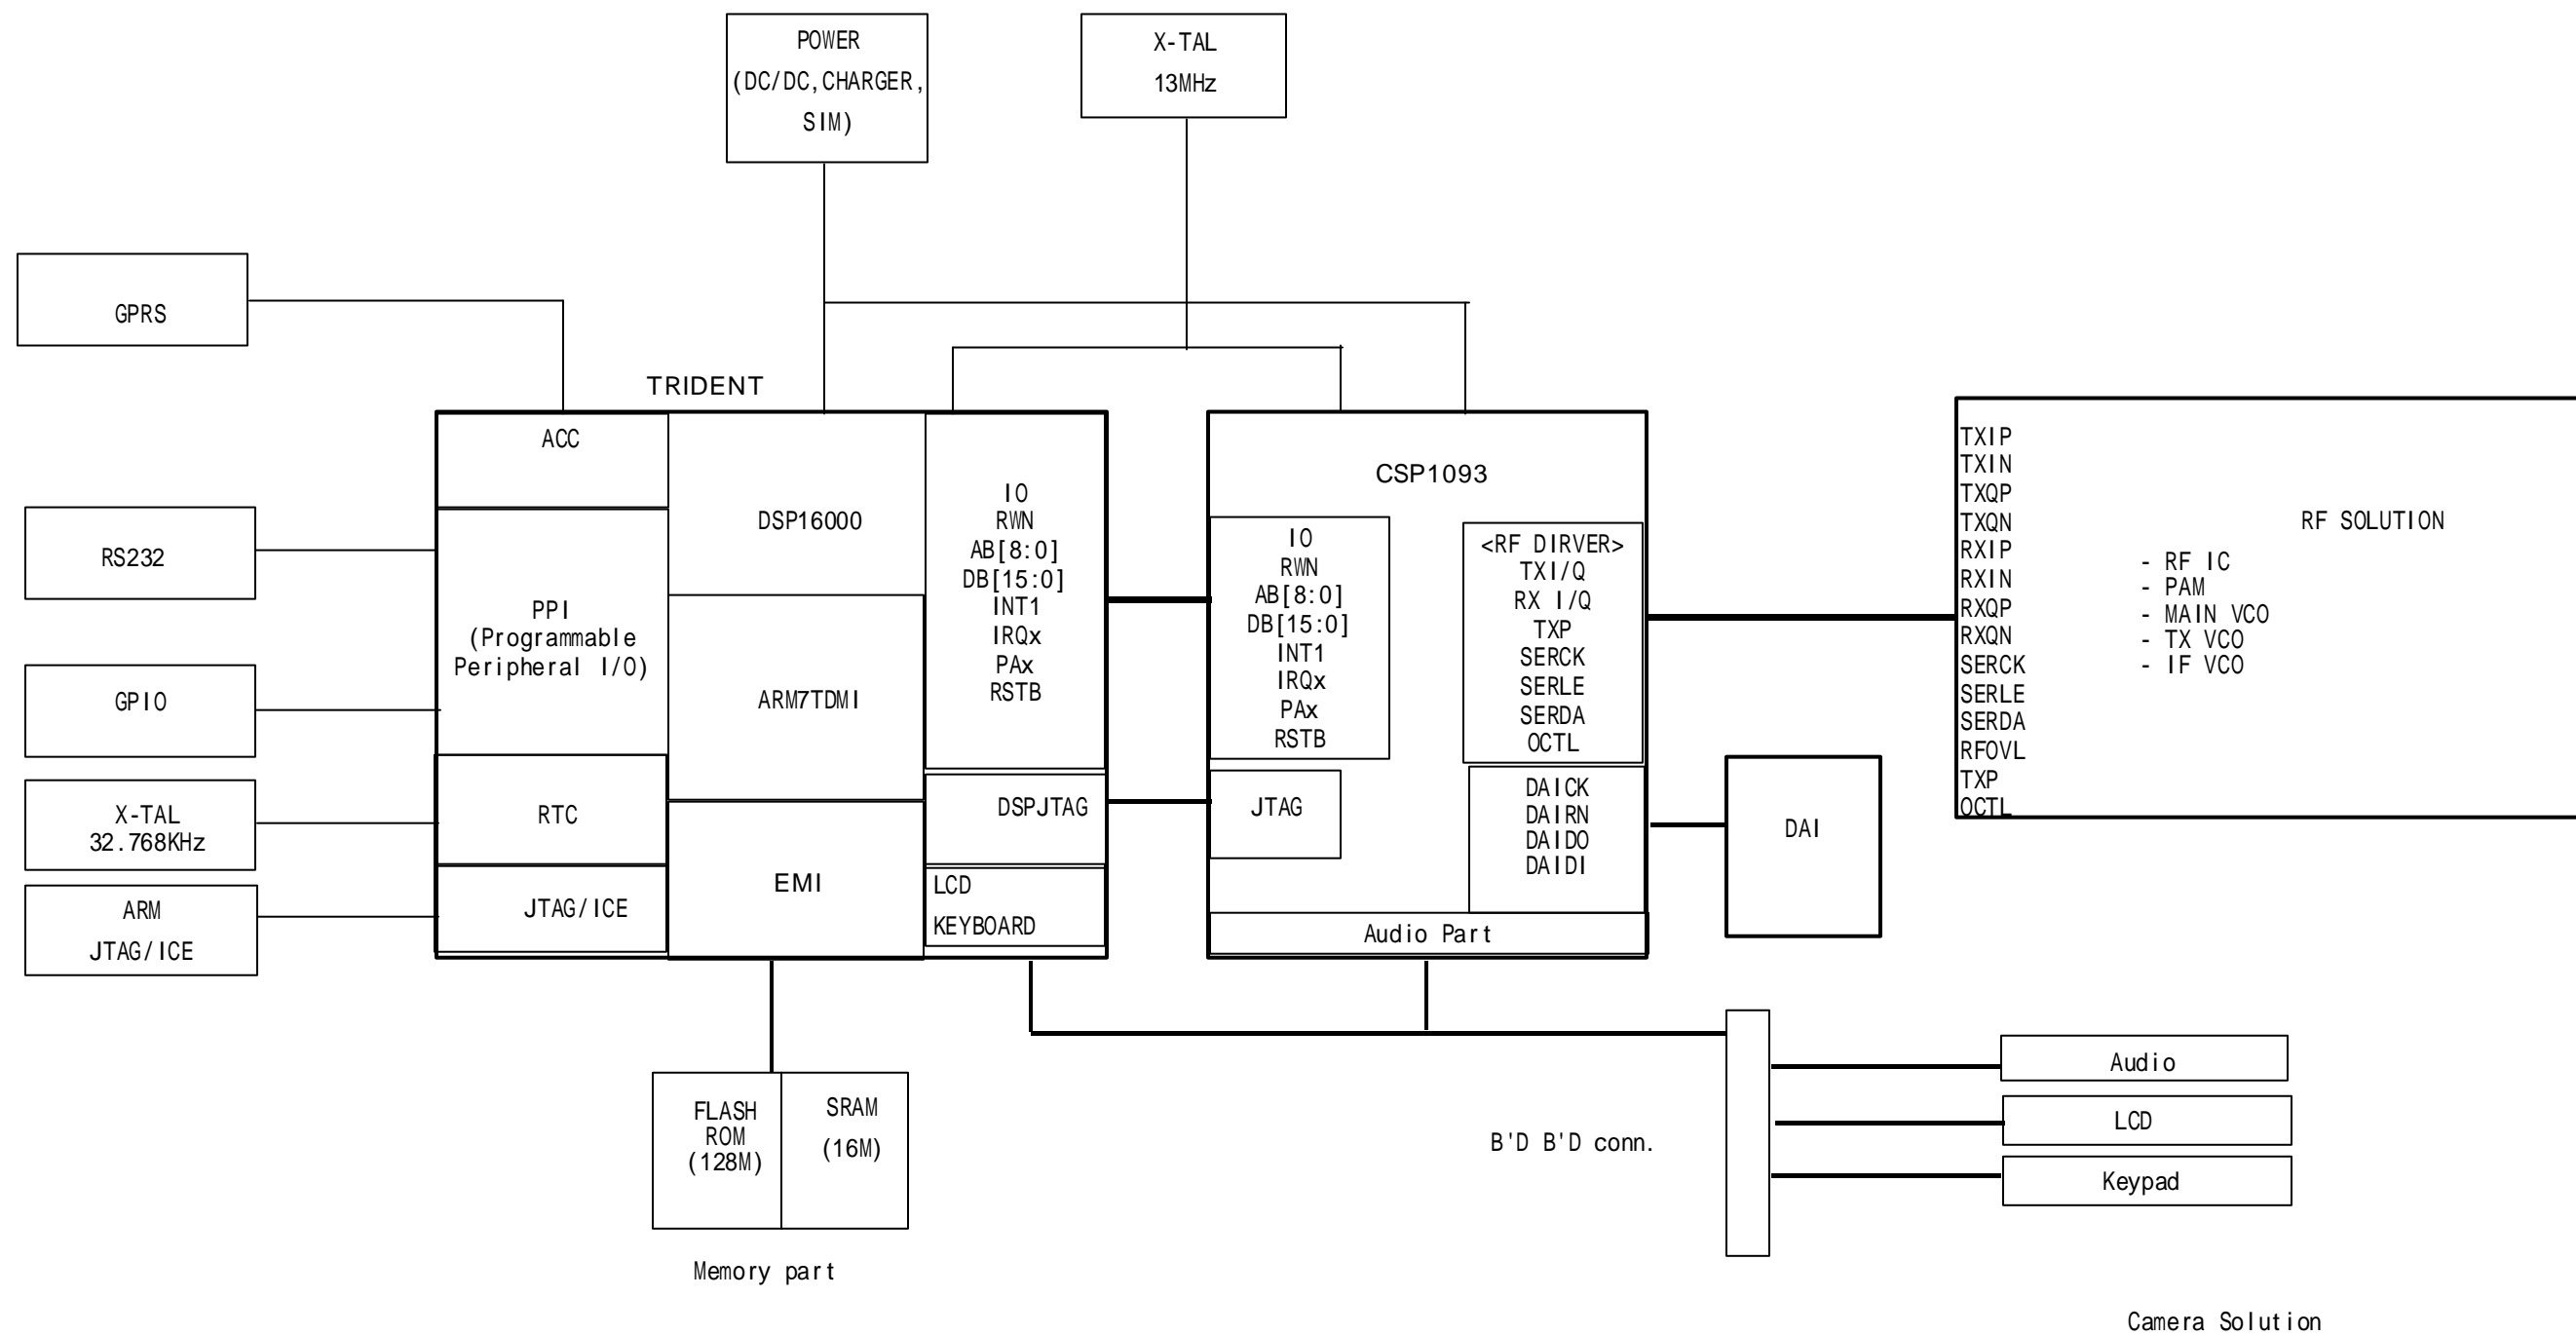 POWER
(DC/DC,CHARGER,
SIM)
X-TAL
13MHz
GPRS
TRIDENT
ACC
DSP16000
IO
RWN
AB[8:0]
DB[15:0]
INT1
IRQx
PAx
RSTB
CSP1093
RS232
PPI
(Programmable
Peripheral I/O)
GPIO
ARM7TDMI
X-TAL
32.768KHz
RTC
ARM
JTAG/ICE
JTAG/ICE
EMI
DSPJTAG
LCD
KEYBOARD
IO
RWN
AB[8:0]
DB[15:0]
INT1
IRQx
PAx
RSTB
JTAG
<RF DIRVER>
TXI/Q
RX I/Q
TXP
SERCK
SERLE
SERDA
OCTL
DAICK
DAIRN
DAIDO
DAIDI
Audio Part
DAI
TXIP
TXIN
TXQP
TXQN
RXIP
RXIN
RXQP
RXQN
SERCK
SERLE
SERDA
RFOVL
TXP
OCTL
RF SOLUTION
- RF IC
- PAM
- MAIN VCO
- TX VCO
- IF VCO
FLASH
ROM
(128M)
SRAM
(16M)
Memory part
B'D B'D conn.
Audio
LCD
Keypad
Camera Solution